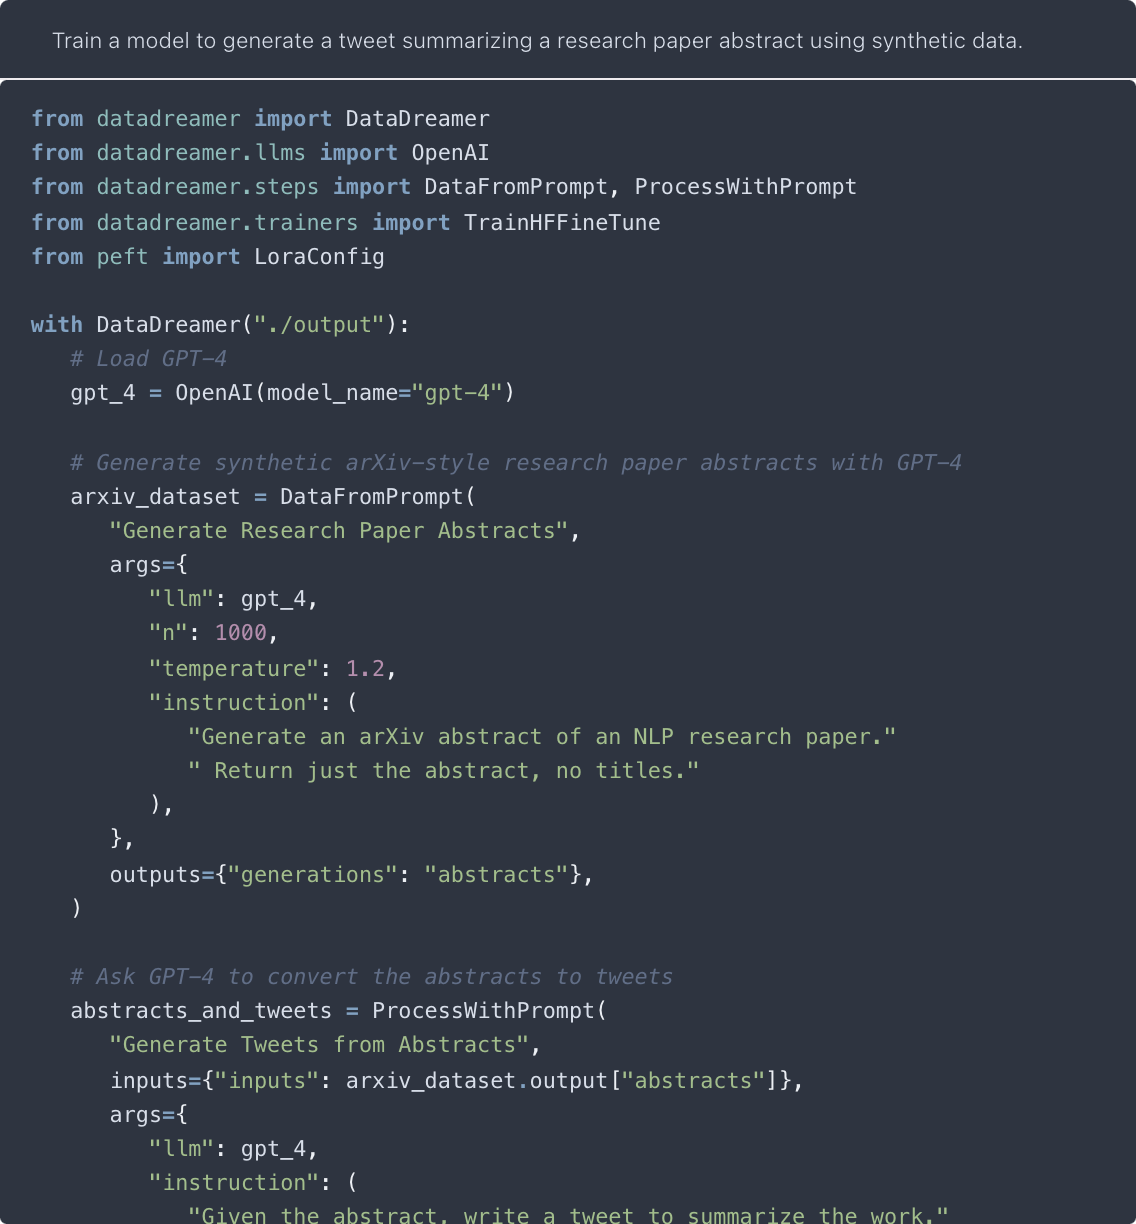 Train a model to generate a tweet summarizing a research paper abstract using synthetic data.
from datadreamer import DataDreamer
from datadreamer.llms import OpenAI
from datadreamer.steps import DataFromPrompt, ProcessWithPrompt
from datadreamer.trainers import TrainHFFineTune
from peft import LoraConfig

with DataDreamer("./output"):
   # Load GPT-4
   gpt_4 = OpenAI(model_name="gpt-4")

   # Generate synthetic arXiv-style research paper abstracts with GPT-4
   arxiv_dataset = DataFromPrompt(
      "Generate Research Paper Abstracts",
      args={
         "llm": gpt_4,
         "n": 1000,
         "temperature": 1.2,
         "instruction": (
            "Generate an arXiv abstract of an NLP research paper."
            " Return just the abstract, no titles."
         ),
      },
      outputs={"generations": "abstracts"},
   )

   # Ask GPT-4 to convert the abstracts to tweets
   abstracts_and_tweets = ProcessWithPrompt(
      "Generate Tweets from Abstracts",
      inputs={"inputs": arxiv_dataset.output["abstracts"]},
      args={
         "llm": gpt_4,
         "instruction": (
            "Given the abstract, write a tweet to summarize the work."